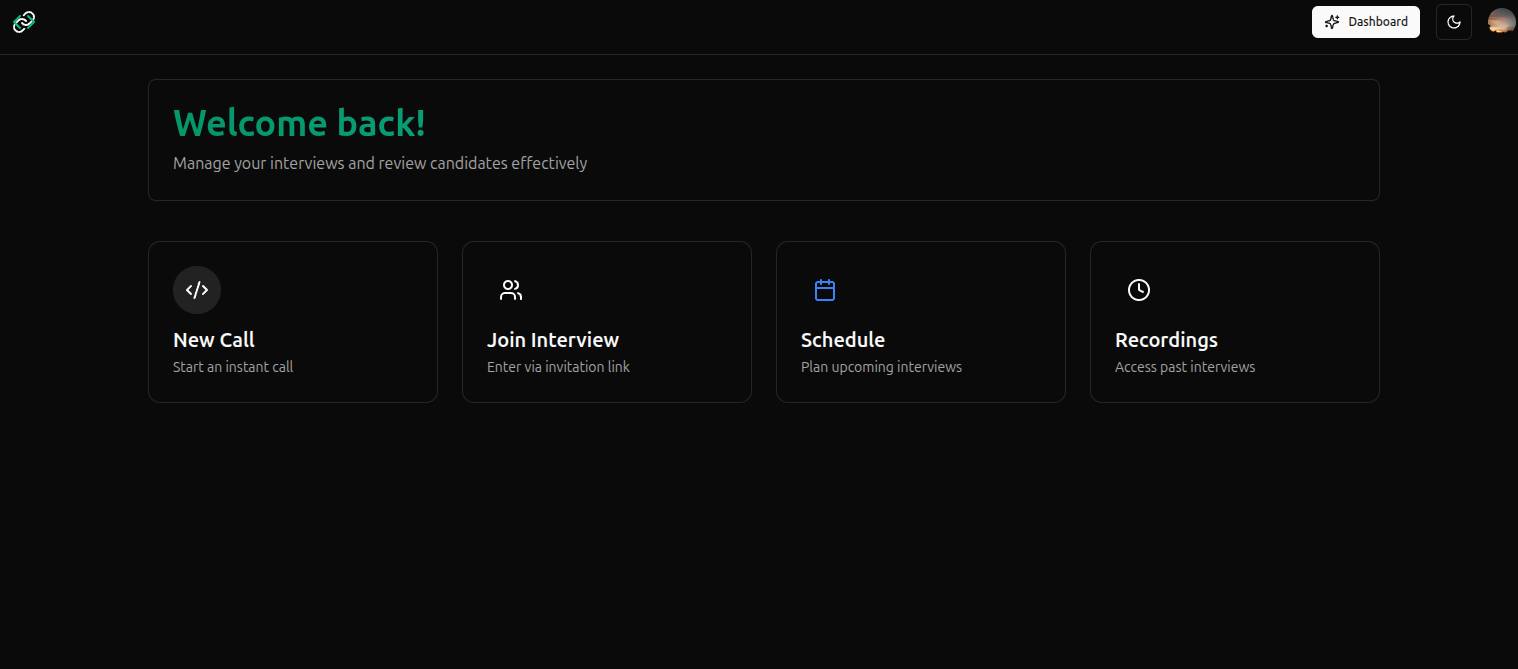 Dashboard
Welcome back!
Manage your interviews and review candidates effectively
New Call
Start an instant call
Join Interview
Enter via invitation link
Schedule
Plan upcoming interviews
Recordings
Access past interviews